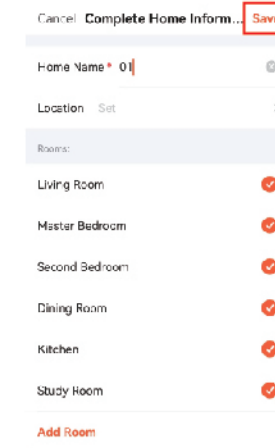 Cancel Complete Home Inform... Save
Home Name * 01
Location Set
Rooms:
Living Room
Master Bedroom
Second Bedroom
Dining Room
Kitchen
Study Room
Add Room